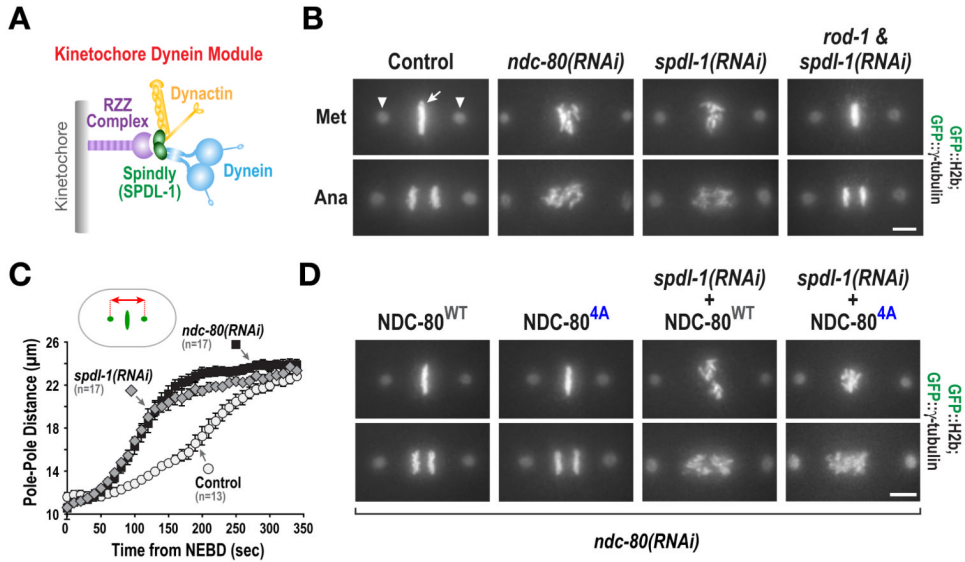 A
Kinetochore Dynein Module
Dynactin
RZZ
Complex
Kinetochore
Spindly
(SPDL-1)
Dynein
B
Control
ndc-80(RNAi)
spdl-1(RNAi)
rod-1 &
spdl-1(RNAi)
Met
Ana
GFP::H2b;
GFP::γ-tubulin
C
ndc-80(RNAi)
(n=17)
spdl-1(RNAi)
(n=17)
Control
(n=13)
Pole-Pole Distance (μm)
26
22
18
14
10
0 50 100 150 200 250 300 350
Time from NEBD (sec)
D
NDC-80WT
NDC-804A
spdl-1(RNAi)
+
NDC-80WT
spdl-1(RNAi)
+
NDC-804A
GFP::H2b;
GFP::γ-tubulin
ndc-80(RNAi)